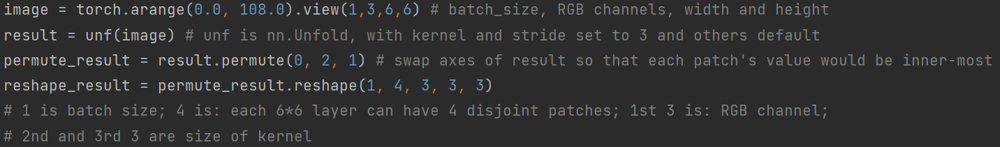 image = torch.arange(0.0, 108.0).view(1,3,6,6) # batch_size, RGB channels, width and height
result = unf(image) # unf is nn.Unfold, with kernel and stride set to 3 and others default
permute_result = result.permute(0, 2, 1) # swap axes of result so that each patch's value would be inner-most
reshape_result = permute_result.reshape(1, 4, 3, 3, 3)
# 1 is batch size; 4 is: each 6*6 layer can have 4 disjoint patches; 1st 3 is: RGB channel;
# 2nd and 3rd 3 are size of kernel